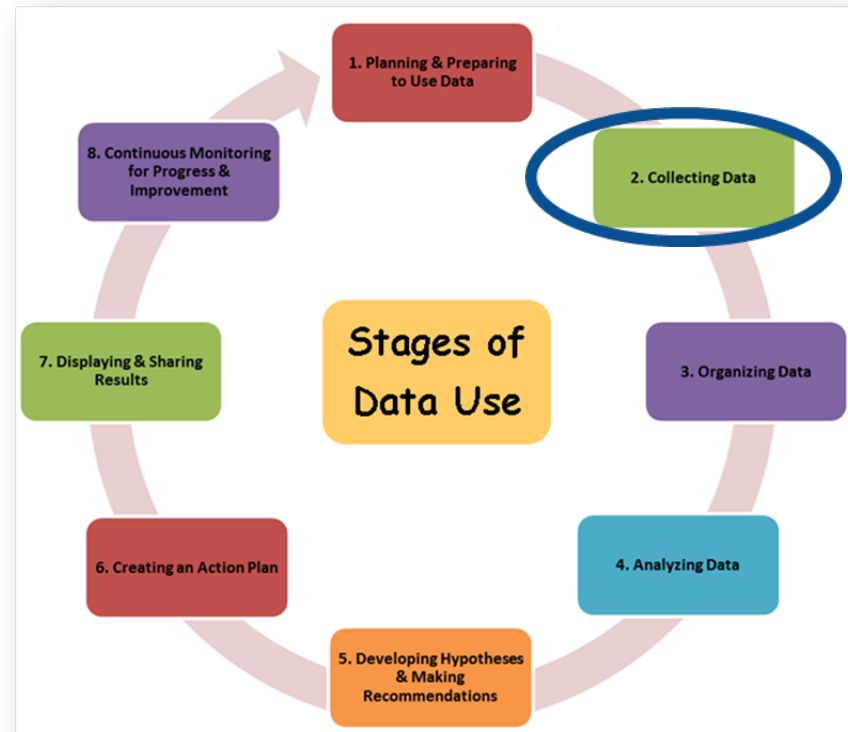 1. Planning & Preparing
to Use Data
2. Collecting Data
3. Organizing Data
4. Analyzing Data
5. Developing Hypotheses
& Making
Recommendations
6. Creating an Action Plan
7. Displaying & Sharing
Results
8. Continuous Monitoring
for Progress &
Improvement
Stages of
Data Use